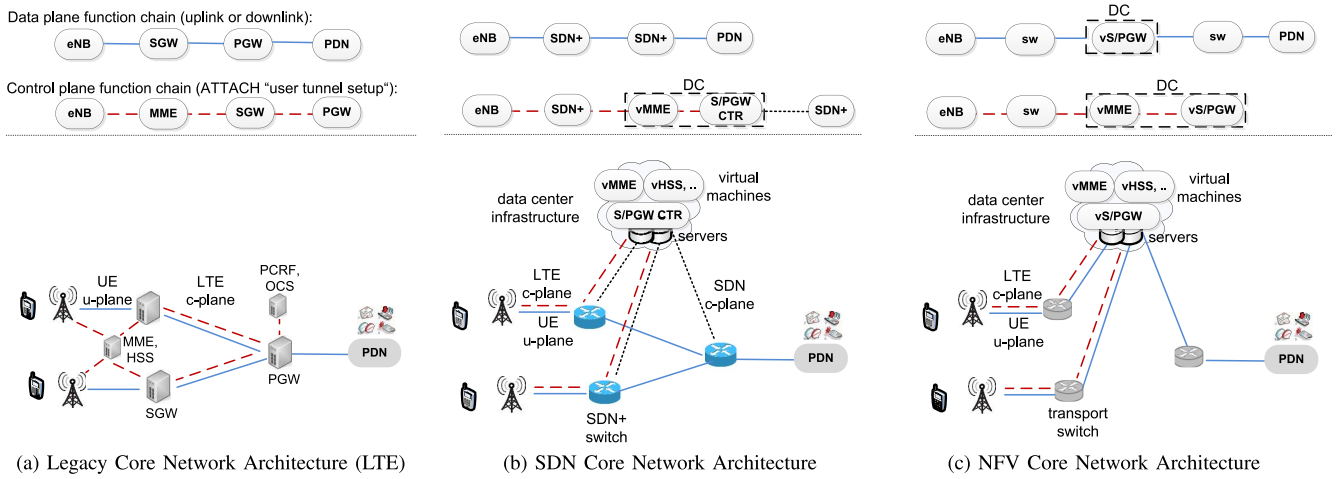 Data plane function chain (uplink or downlink):
eNB SGW PGW PDN
Control plane function chain (ATTACH “user tunnel setup“):
eNB MME SGW PGW
UE
u-plane
LTE
c-plane
PCRF,
OCS
MME,
HSS
SGW
PGW
PDN
(a) Legacy Core Network Architecture (LTE)
eNB SDN+ SDN+ PDN
DC
eNB SDN+ vMME S/PGW
CTR
SDN+
vMME vHSS, ..
virtual
machines
data center
infrastructure
S/PGW CTR
servers
LTE
c-plane
UE
u-plane
SDN
c-plane
PDN
SDN+
switch
(b) SDN Core Network Architecture
DC
eNB sw vS/PGW sw PDN
DC
eNB sw vMME vS/PGW
vMME vHSS, ..
virtual
machines
data center
infrastructure
vS/PGW
servers
LTE
c-plane
UE
u-plane
PDN
transport
switch
(c) NFV Core Network Architecture